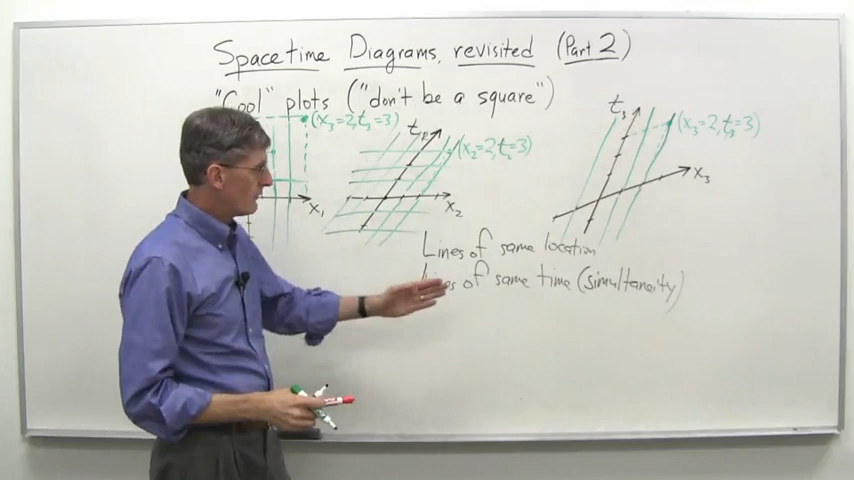 Spacetime Diagrams, revisited (Part 2)
"Cool" plots ("don't be a square")
(x₃=2,t₃=3)
x₁
(x₂=2,t₂=3)
x₂
t₃
(x₃=2,t₃=3)
x₃
Lines of same location
Lines of same time (simultaneity)